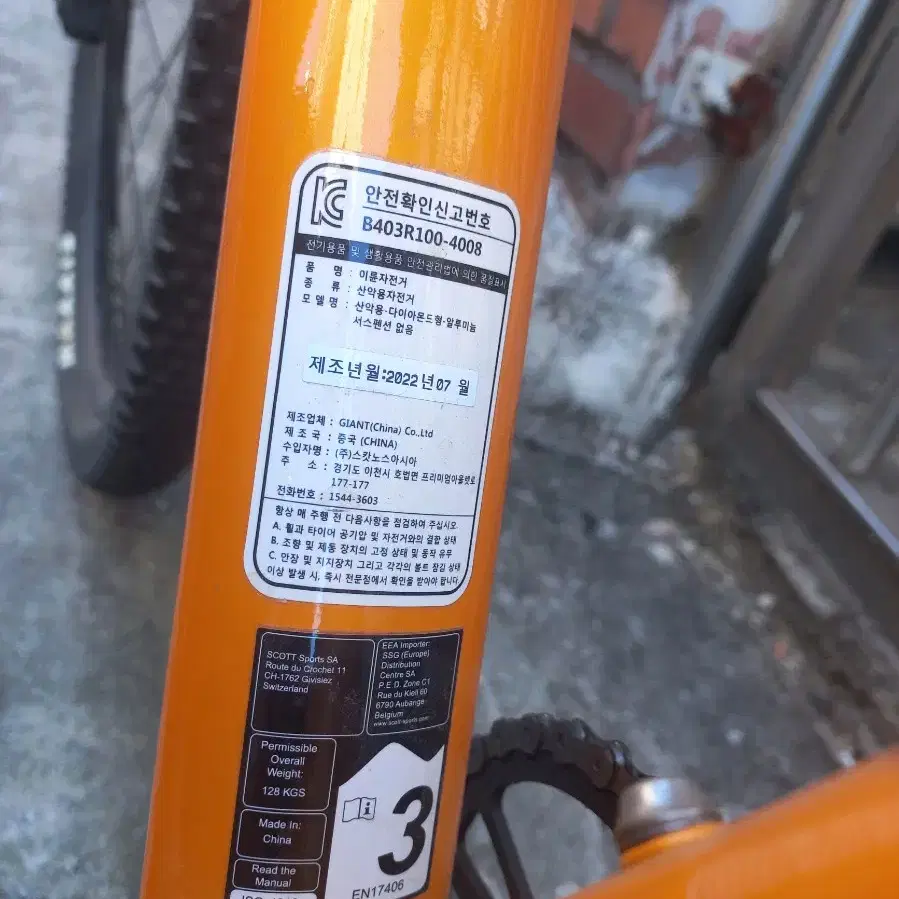 KC
안전확인신고번호
B403R100-4008
전기용품 및 생활용품 안전관리법에 의한 품질표시
품 명 : 이륜자전거
종 류 : 산악용자전거
모델명 : 산악용-다이아몬드형-알루미늄
서스펜션 없음
제조년월:2022년07 월
제조업체 : GIANT(China) Co.,Ltd
제 조 국 : 중국 (CHINA)
수입자명 : (주)스캇노스아시아
주 소 : 경기도 이천시 호법면 프리미엄아울렛로
177-177
전화번호 : 1544-3603
항상 매 주행 전 다음사항을 점검하여 주십시오.
A. 휠과 타이어 공기압 및 자전거와의 결합 상태
B. 조향 및 제동 장치의 고정 상태 및 동작 유무
C. 안장 및 지지장치 그리고 각각의 볼트 잠김 상태
이상 발생 시, 즉시 전문점에서 확인을 받아야 합니다.
SCOTT Sports SA
Route du Crochet 11
CH-1762 Givisiez
Switzerland
EEA Importer:
SSG (Europe)
Distribution
Centre SA
P.E.D. Zone C1
Rue du Kiell 60
6790 Aubange
Belgium
www.scott-sports.com
Permissible
Overall
Weight:
128 KGS
Made In:
China
Read the
Manual
3
EN17406